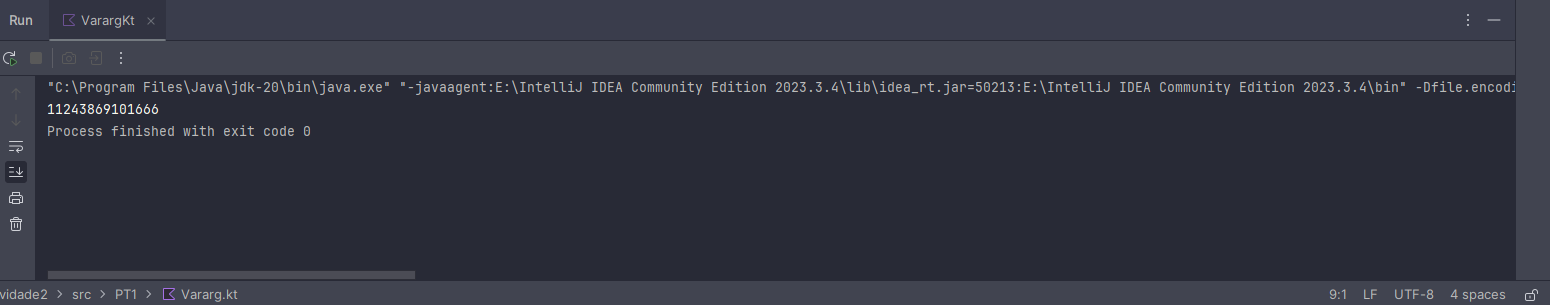 Run VarargKt
"C:\Program Files\Java\jdk-20\bin\java.exe" "-javaagent:E:\IntelliJ IDEA Community Edition 2023.3.4\lib\idea_rt.jar=50213:E:\IntelliJ IDEA Community Edition 2023.3.4\bin" -Dfile.encodi
11243869101666
Process finished with exit code 0
vidade2 > src > PT1 > Vararg.kt 9:1 LF UTF-8 4 spaces